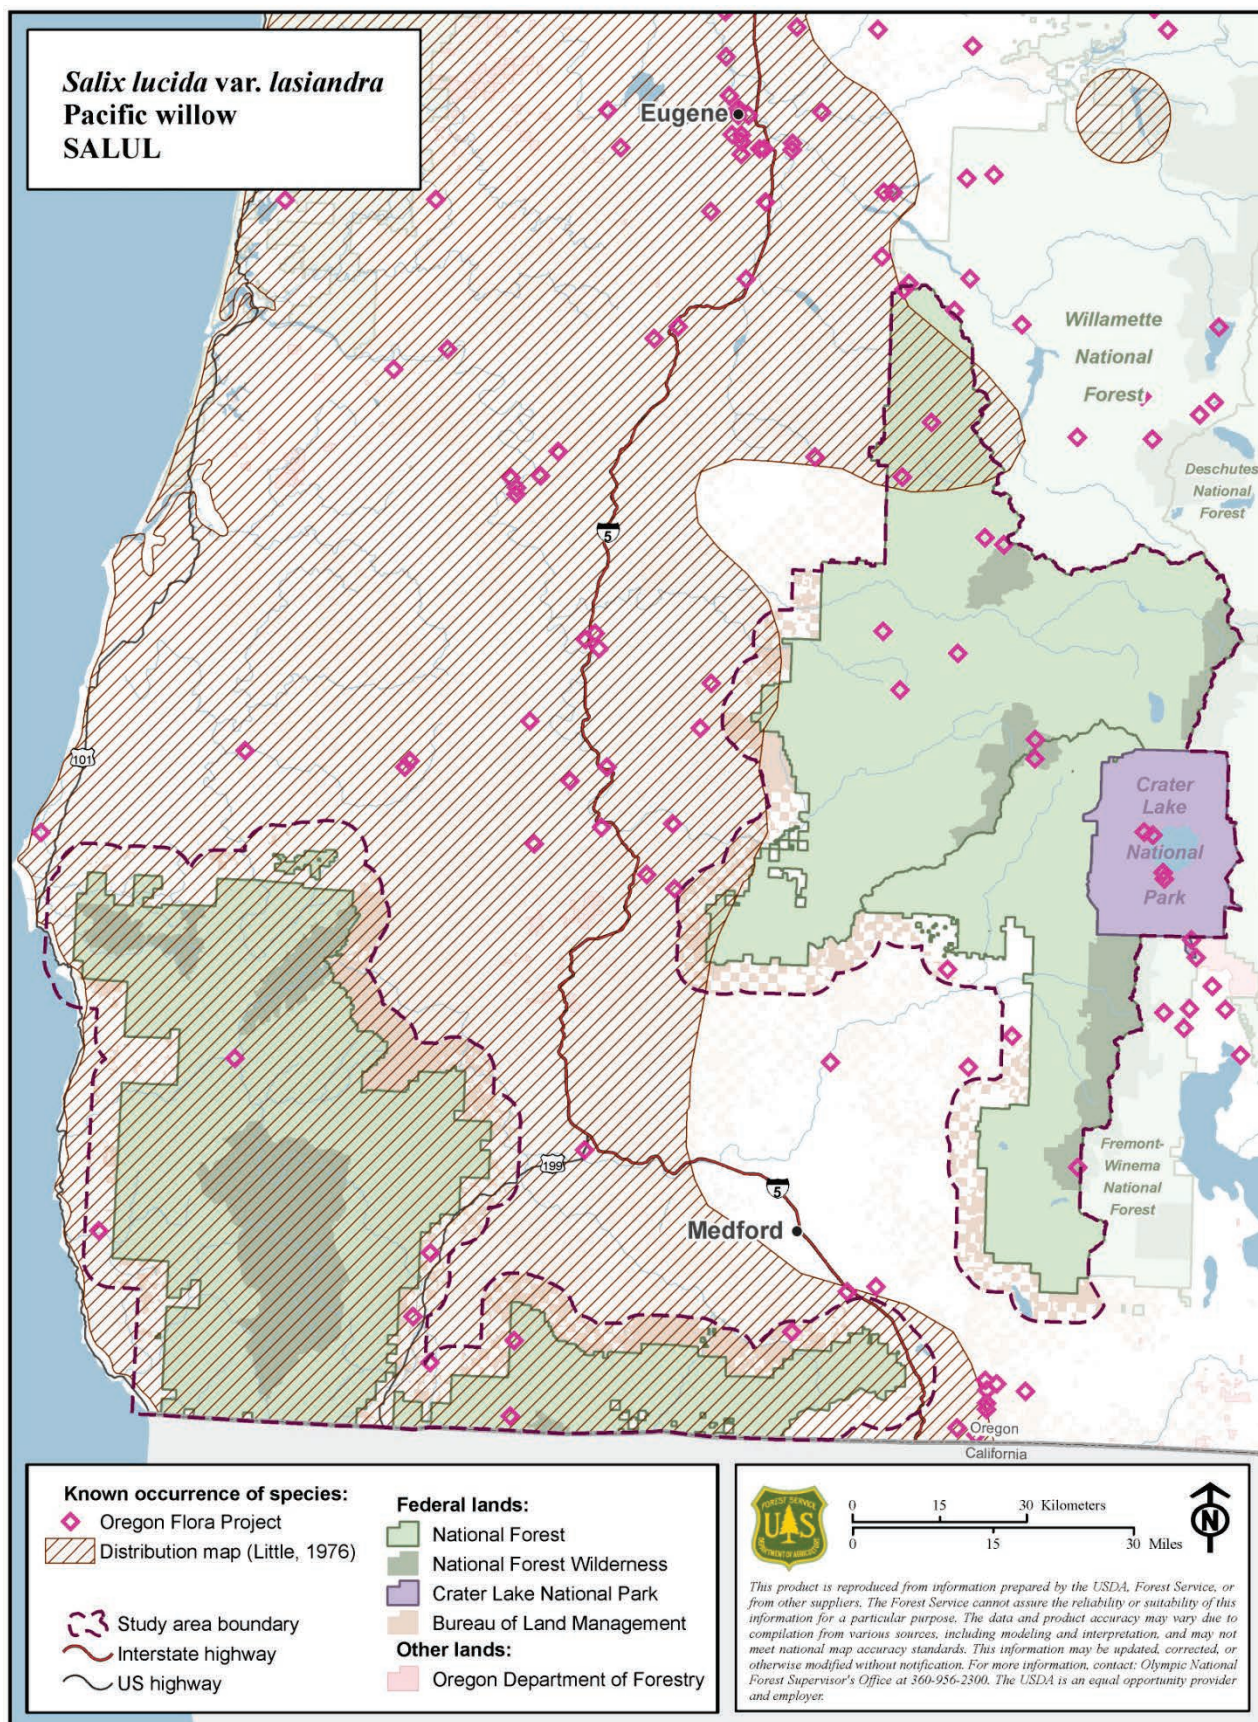 Salix lucida var. lasiandra
Pacific willow
SALUL
Eugene
Willamette
National
Forest
Deschutes
National
Forest
5
101
Crater
Lake
National
Park
199
5
Medford
Fremont-
Winema
National
Forest
Oregon
California
Known occurrence of species:
Oregon Flora Project
Distribution map (Little, 1976)
Study area boundary
Interstate highway
US highway
Federal lands:
National Forest
National Forest Wilderness
Crater Lake National Park
Bureau of Land Management
Other lands:
Oregon Department of Forestry
FOREST SERVICE
US
DEPARTMENT OF AGRICULTURE
0 15 30 Kilometers
0 15 30 Miles
N
This product is reproduced from information prepared by the USDA, Forest Service, or
from other suppliers. The Forest Service cannot assure the reliability or suitability of this
information for a particular purpose. The data and product accuracy may vary due to
compilation from various sources, including modeling and interpretation, and may not
meet national map accuracy standards. This information may be updated, corrected, or
otherwise modified without notification. For more information, contact: Olympic National
Forest Supervisor's Office at 360-956-2300. The USDA is an equal opportunity provider
and employer.